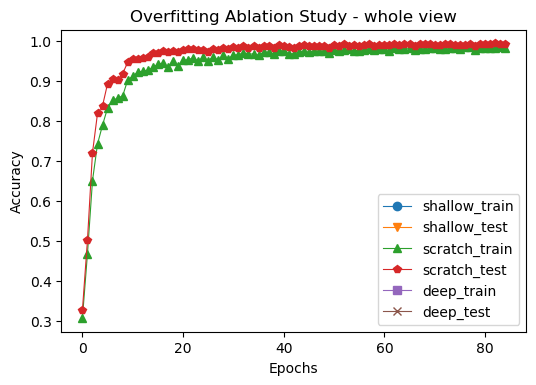 Overfitting Ablation Study - whole view
1.0
0.9
0.8
0.7
0.6
0.5
0.4
0.3
Accuracy
0
20
40
60
80
Epochs
shallow_train
shallow_test
scratch_train
scratch_test
deep_train
deep_test